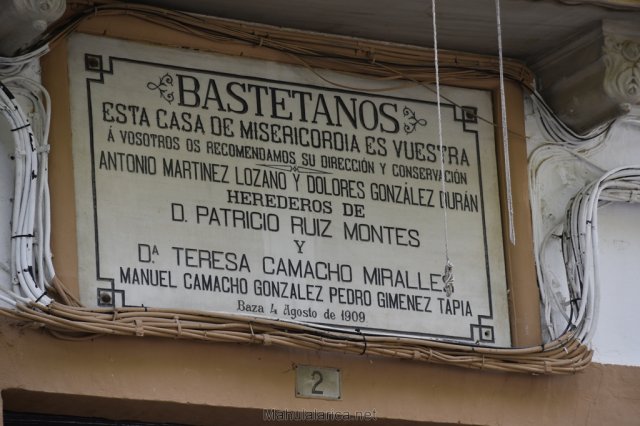 BASTETANOS
ESTA CASA DE MISERICORDIA ES VUESTRA
Á VOSOTROS OS RECOMENDAMOS SU DIRECCIÓN Y CONSERVACIÓN
ANTONIO MARTINEZ LOZANO Y DOLORES GONZÁLEZ DURÁN
HEREDEROS DE
D. PATRICIO RUIZ MONTES
Y
Dª TERESA CAMACHO MIRALLES
MANUEL CAMACHO GONZALEZ PEDRO GIMENEZ TAPIA
Baza 4 Agosto de 1909
2
Mahulalarica.net